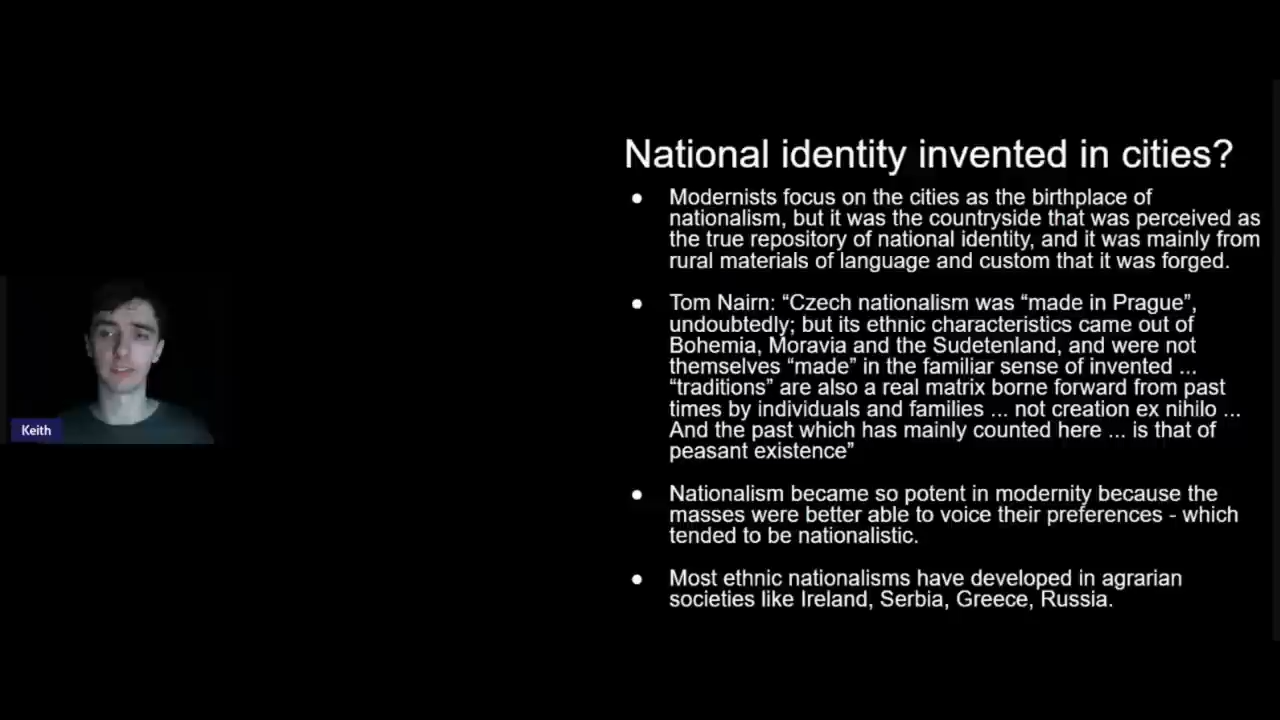 National identity invented in cities?
● Modernists focus on the cities as the birthplace of
nationalism, but it was the countryside that was perceived as
the true repository of national identity, and it was mainly from
rural materials of language and custom that it was forged.
● Tom Nairn: “Czech nationalism was “made in Prague”,
undoubtedly; but its ethnic characteristics came out of
Bohemia, Moravia and the Sudetenland, and were not
themselves “made” in the familiar sense of invented ...
“traditions” are also a real matrix borne forward from past
times by individuals and families ... not creation ex nihilo ...
And the past which has mainly counted here ... is that of
peasant existence”
● Nationalism became so potent in modernity because the
masses were better able to voice their preferences - which
tended to be nationalistic.
● Most ethnic nationalisms have developed in agrarian
societies like Ireland, Serbia, Greece, Russia.
Keith